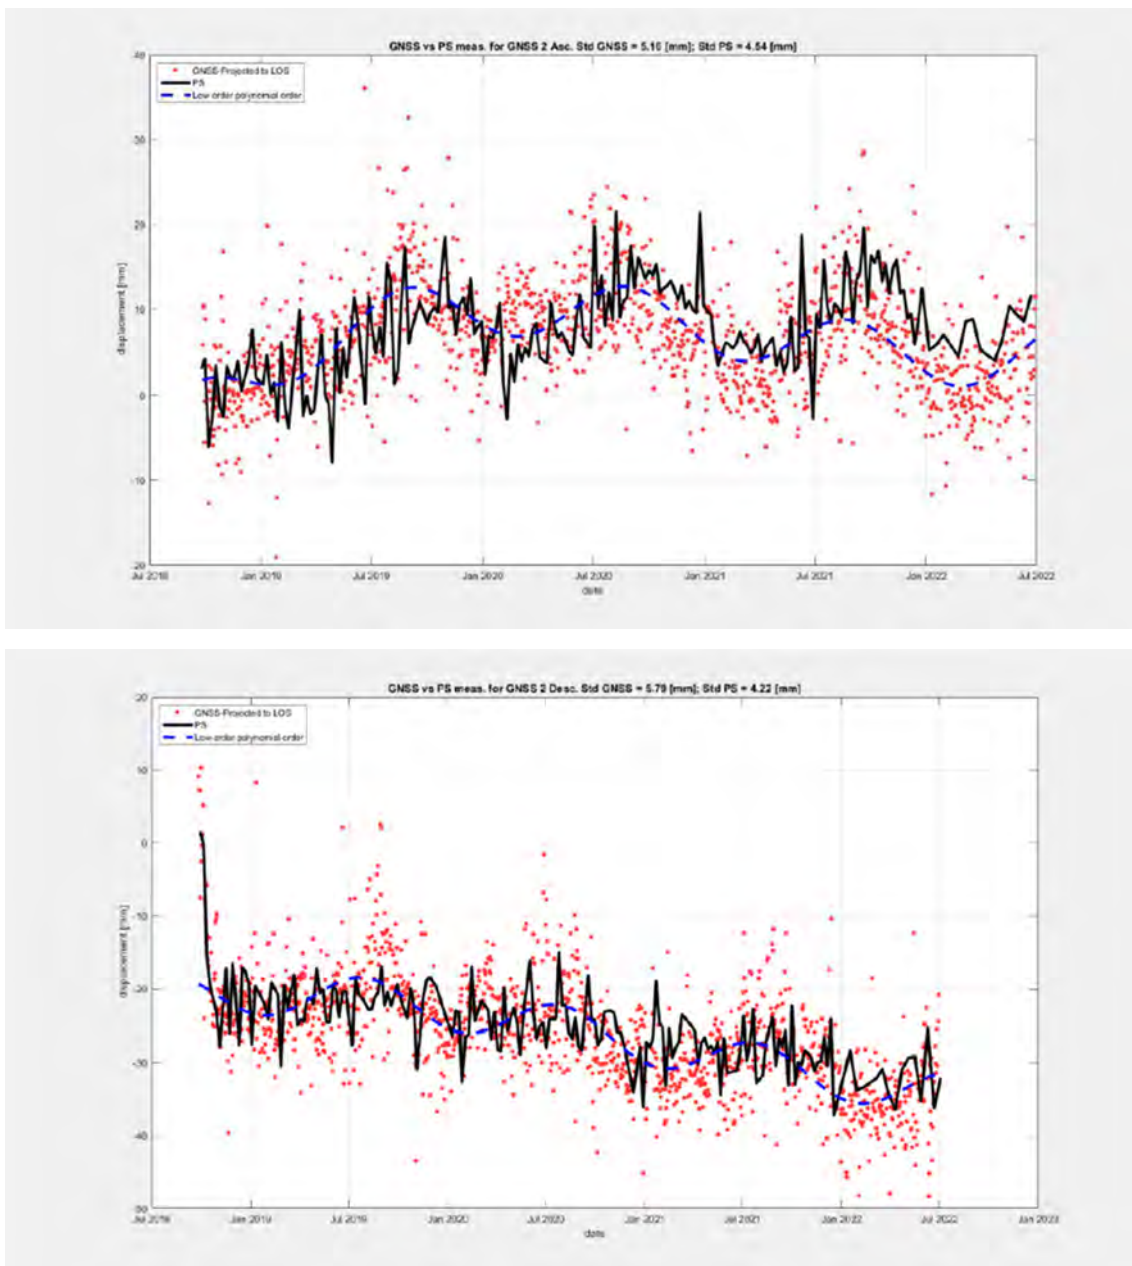 GNSS vs PS meas. for GNSS 2 Asc. Std GNSS = 5.10 [mm]; Std PS = 4.54 [mm]
GNSS-Projected to LOS
PS
Low order polynomial order
40
30
20
10
0
-10
-20
displacement [mm]
Jul 2018 Jan 2019 Jul 2019 Jan 2020 Jul 2020 Jan 2021 Jul 2021 Jan 2022 Jul 2022
date
GNSS vs PS meas. for GNSS 2 Desc. Std GNSS = 5.79 [mm]; Std PS = 4.22 [mm]
GNSS-Projected to LOS
PS
Low order polynomial order
20
10
0
-10
-20
-30
-40
-50
displacement [mm]
Jul 2018 Jan 2019 Jul 2019 Jan 2020 Jul 2020 Jan 2021 Jul 2021 Jan 2022 Jul 2022 Jan 2023
date